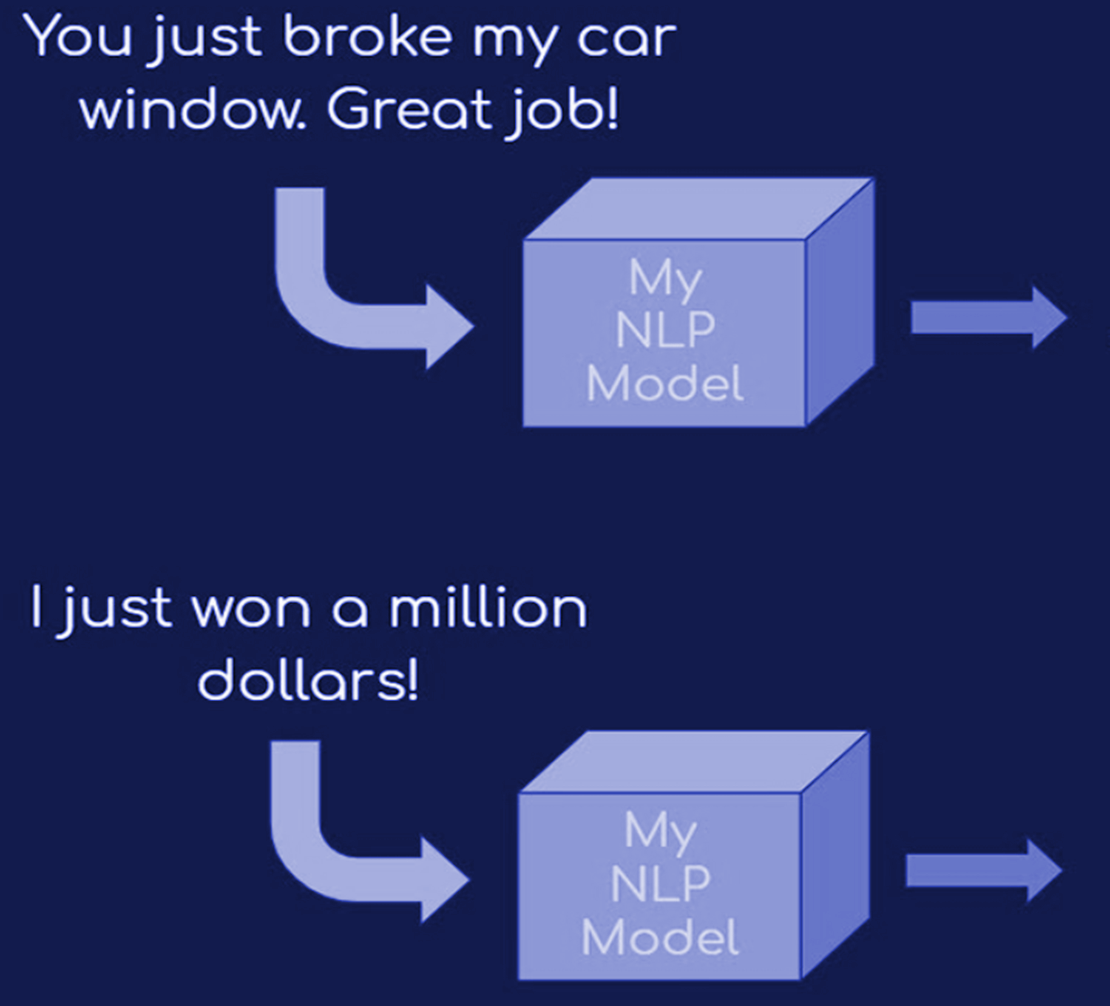 You just broke my car
window. Great job!
My
NLP
Model
I just won a million
dollars!
My
NLP
Model